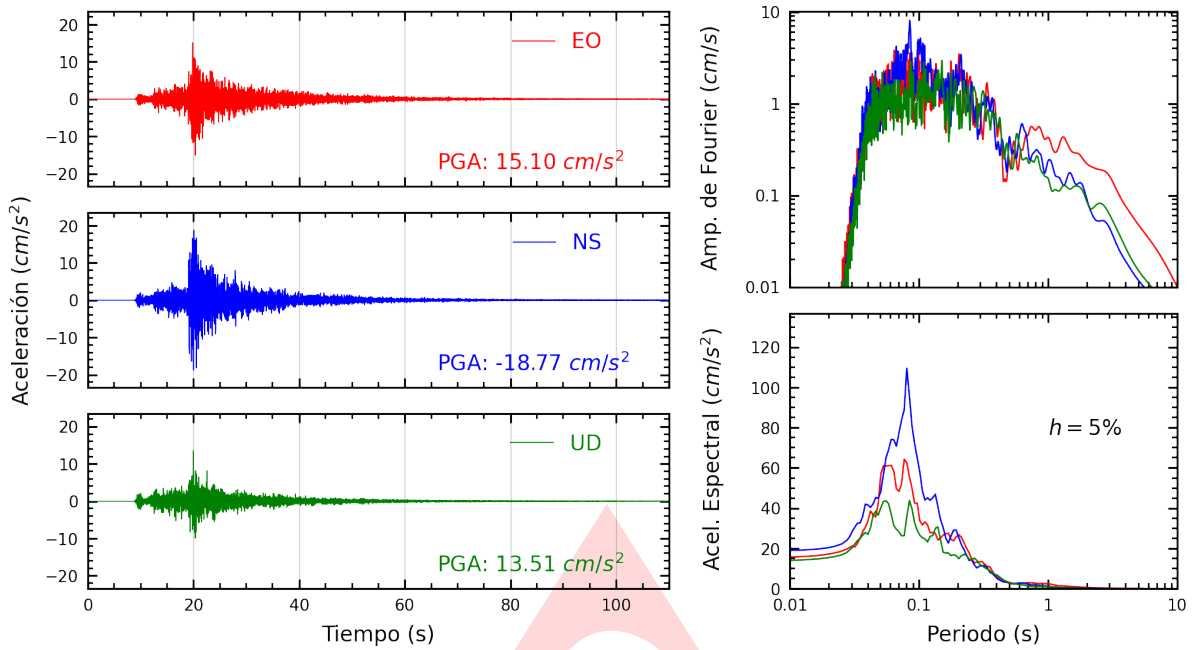 Aceleración (cm/s²)
20
10
0
−10
−20
EO
PGA: 15.10 cm/s²
20
10
0
−10
−20
NS
PGA: -18.77 cm/s²
20
10
0
−10
−20
UD
PGA: 13.51 cm/s²
0 20 40 60 80 100
Tiempo (s)
Amp. de Fourier (cm/s)
10
1
0.1
0.01
Acel. Espectral (cm/s²)
120
100
80
60
40
20
0
h = 5%
0.01 0.1 1 10
Periodo (s)